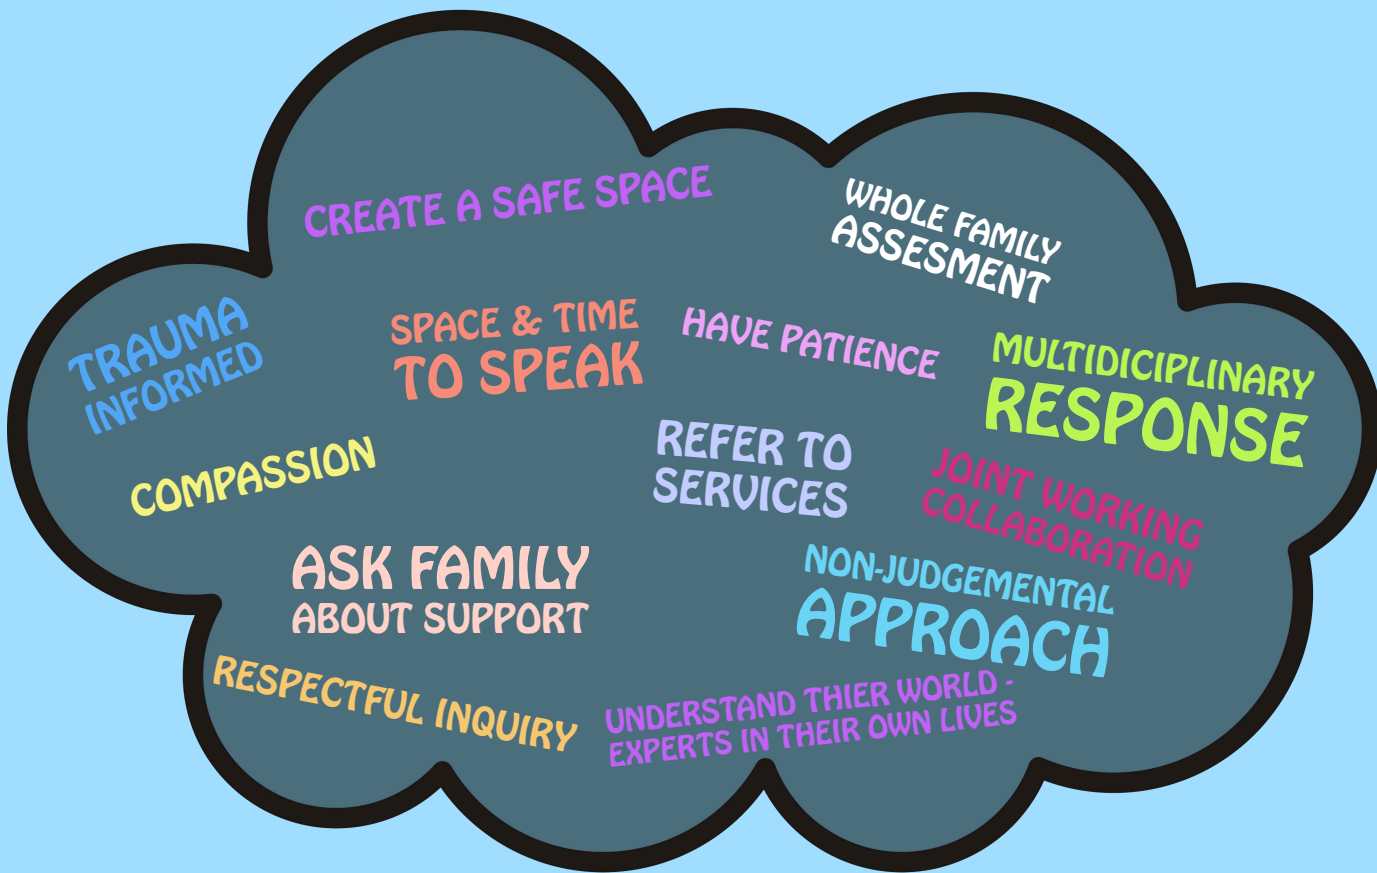 CREATE A SAFE SPACE
WHOLE FAMILY
ASSESMENT
TRAUMA
INFORMED
SPACE & TIME
TO SPEAK
HAVE PATIENCE
MULTIDICIPLINARY
RESPONSE
COMPASSION
REFER TO
SERVICES
JOINT WORKING
COLLABORATION
ASK FAMILY
ABOUT SUPPORT
NON-JUDGEMENTAL
APPROACH
RESPECTFUL INQUIRY
UNDERSTAND THIER WORLD -
EXPERTS IN THEIR OWN LIVES